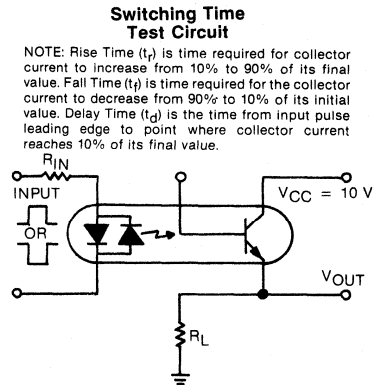 Switching Time
Test Circuit
NOTE: Rise Time (tr) is time required for collector
current to increase from 10% to 90% of its final
value. Fall Time (tf) is time required for the collector
current to decrease from 90% to 10% of its initial
value. Delay Time (td) is the time from input pulse
leading edge to point where collector current
reaches 10% of its final value.
RIN
INPUT
VCC = 10 V
OR
VOUT
RL